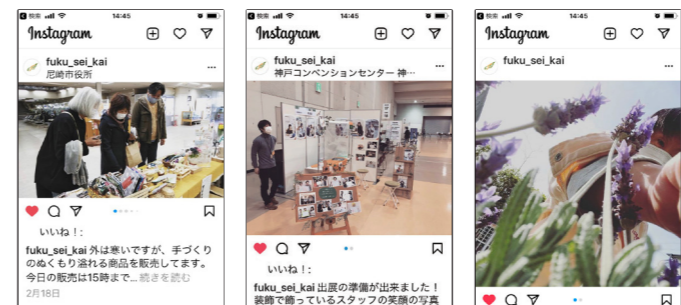 検索
14:45
Instagram
fuku_sei_kai
尼崎市役所
いいね！:
fuku_sei_kai 外は寒いですが、手づくり
のぬくもり溢れる商品を販売してます。
今日の販売は15時まで... 続きを読む
2月18日
検索
14:45
Instagram
fuku_sei_kai
神戸コンベンションセンター 神…
いいね！:
fuku_sei_kai 出展の準備が出来ました！
装飾で飾っているスタッフの笑顔の写真
検索
14:45
Instagram
fuku_sei_kai